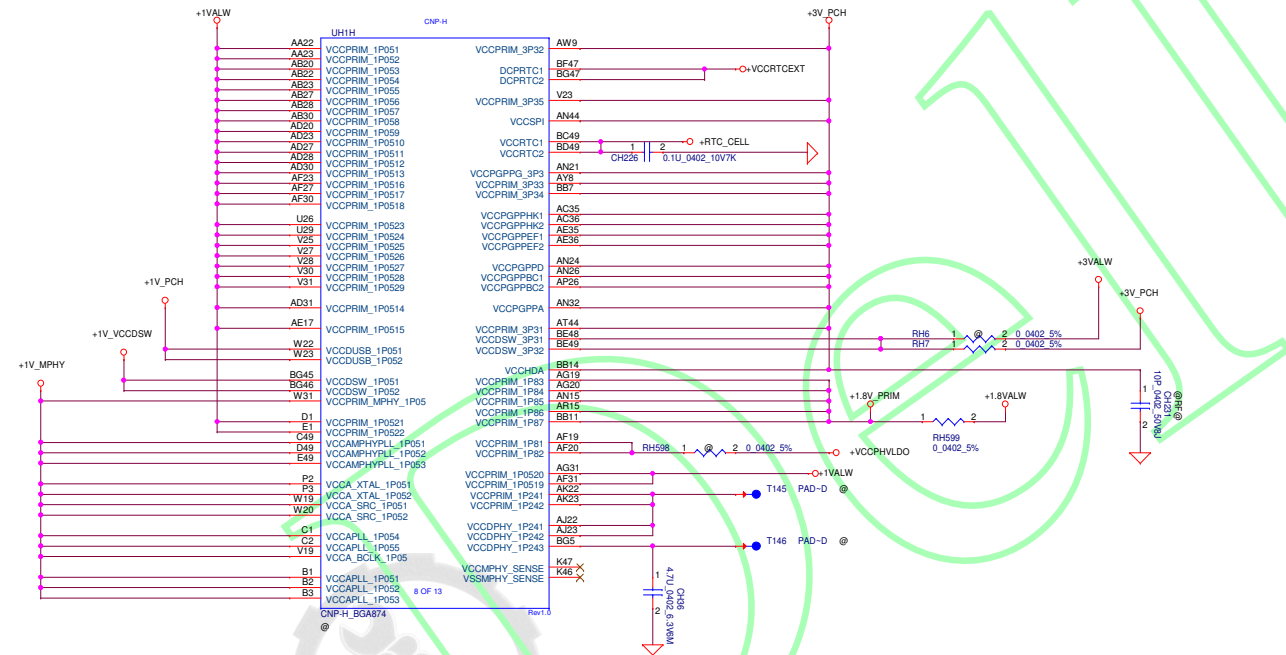 +1VALW
CNP-H
+3V_PCH
UH1H
AA22 VCCPRIM_1P051
AA23 VCCPRIM_1P052
AB20 VCCPRIM_1P053
AB22 VCCPRIM_1P054
AB23 VCCPRIM_1P055
AB27 VCCPRIM_1P056
AB28 VCCPRIM_1P057
AB30 VCCPRIM_1P058
AD20 VCCPRIM_1P059
AD23 VCCPRIM_1P0510
AD27 VCCPRIM_1P0511
AD28 VCCPRIM_1P0512
AD30 VCCPRIM_1P0513
AF23 VCCPRIM_1P0516
AF27 VCCPRIM_1P0517
AF30 VCCPRIM_1P0518
U26 VCCPRIM_1P0523
U29 VCCPRIM_1P0524
V25 VCCPRIM_1P0525
V27 VCCPRIM_1P0526
V28 VCCPRIM_1P0527
V30 VCCPRIM_1P0528
V31 VCCPRIM_1P0529
+1V_PCH
AD31 VCCPRIM_1P0514
AE17 VCCPRIM_1P0515
+1V_VCCDSW
W22 VCCDUSB_1P051
W23 VCCDUSB_1P052
+1V_MPHY
BG45 VCCDSW_1P051
BG46 VCCDSW_1P052
W31 VCCPRIM_MPHY_1P05
D1 VCCPRIM_1P0521
E1 VCCPRIM_1P0522
C49 VCCAMPHYPLL_1P051
D49 VCCAMPHYPLL_1P052
E49 VCCAMPHYPLL_1P053
P2 VCCA_XTAL_1P051
P3 VCCA_XTAL_1P052
W19 VCCA_SRC_1P051
W20 VCCA_SRC_1P052
C1 VCCAPLL_1P054
C2 VCCAPLL_1P055
V19 VCCA_BCLK_1P05
B1 VCCAPLL_1P051
B2 VCCAPLL_1P052
B3 VCCAPLL_1P053
VCCPRIM_3P32 AW9
DCPRTC1 BF47
DCPRTC2 BG47
+VCCRTCEXT
VCCPRIM_3P35 V23
VCCSPI AN44
VCCRTC1 BC49
VCCRTC2 BD49
+RTC_CELL
1 2
CH226 0.1U_0402_10V7K
VCCPGPPG_3P3 AN21
VCCPRIM_3P33 AY8
VCCPRIM_3P34 BB7
VCCPGPPHK1 AC35
VCCPGPPHK2 AC36
VCCPGPPEF1 AE35
VCCPGPPEF2 AE36
VCCPGPPD AN24
VCCPGPPBC1 AN26
VCCPGPPBC2 AP26
VCCPGPPA AN32
+3VALW
+3V_PCH
VCCPRIM_3P31 AT44
VCCDSW_3P31 BE48
VCCDSW_3P32 BE49
RH6 1 @ 2 0_0402_5%
RH7 1 2 0_0402_5%
VCCHDA BB14
VCCPRIM_1P83 AG19
VCCPRIM_1P84 AG20
VCCPRIM_1P85 AN15
VCCPRIM_1P86 AR15
VCCPRIM_1P87 BB11
+1.8V_PRIM
+1.8VALW
1 2
RH599
0_0402_5%
1
2
@RF@
CH231
10P_0402_50V8J
VCCPRIM_1P81 AF19
VCCPRIM_1P82 AF20
RH598 1 @ 2 0_0402_5%
+VCCPHVLDO
VCCPRIM_1P0520 AG31
VCCPRIM_1P0519 AF31
+1VALW
VCCPRIM_1P241 AK22
VCCPRIM_1P242 AK23
T145 PAD~D @
VCCDPHY_1P241 AJ22
VCCDPHY_1P242 AJ23
VCCDPHY_1P243 BG5
T146 PAD~D @
VCCMPHY_SENSE K47
VSSMPHY_SENSE K46
1
2
CH36
4.7U_0402_6.3V6M
8 OF 13
CNP-H_BGA874
Rev1.0
@